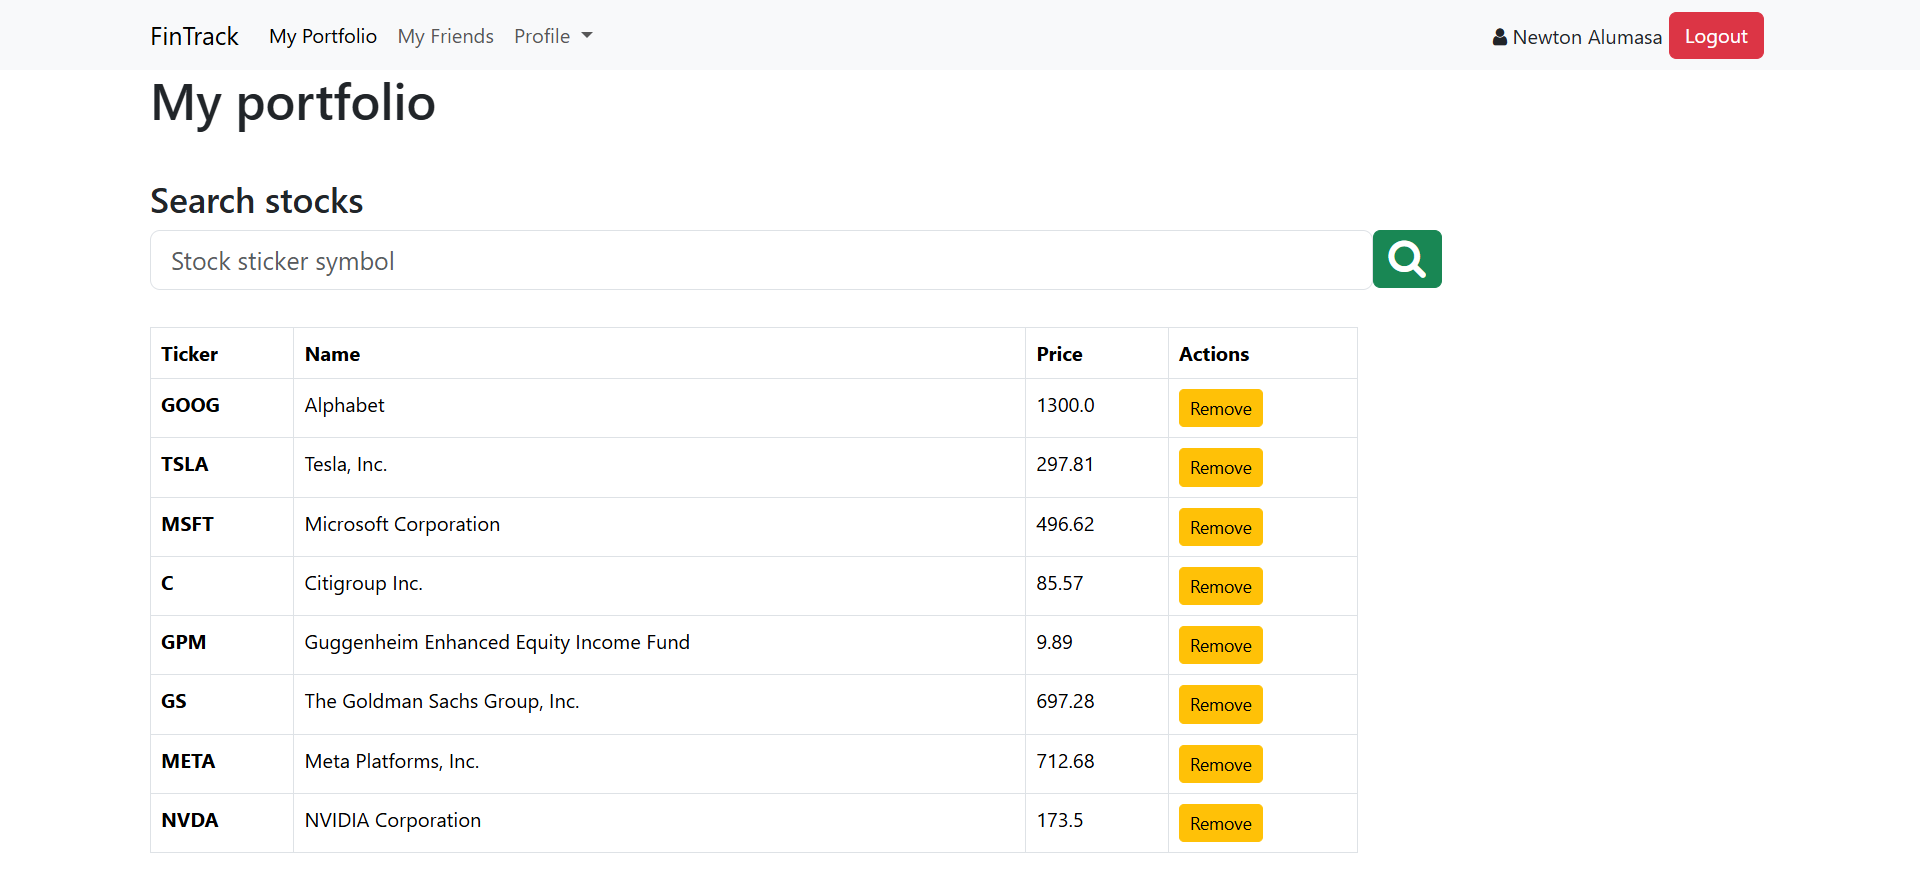 FinTrack My Portfolio My Friends Profile Newton Alumasa Logout
My portfolio
Search stocks
Stock sticker symbol
Ticker Name Price Actions
GOOG Alphabet 1300.0 Remove
TSLA Tesla, Inc. 297.81 Remove
MSFT Microsoft Corporation 496.62 Remove
C Citigroup Inc. 85.57 Remove
GPM Guggenheim Enhanced Equity Income Fund 9.89 Remove
GS The Goldman Sachs Group, Inc. 697.28 Remove
META Meta Platforms, Inc. 712.68 Remove
NVDA NVIDIA Corporation 173.5 Remove